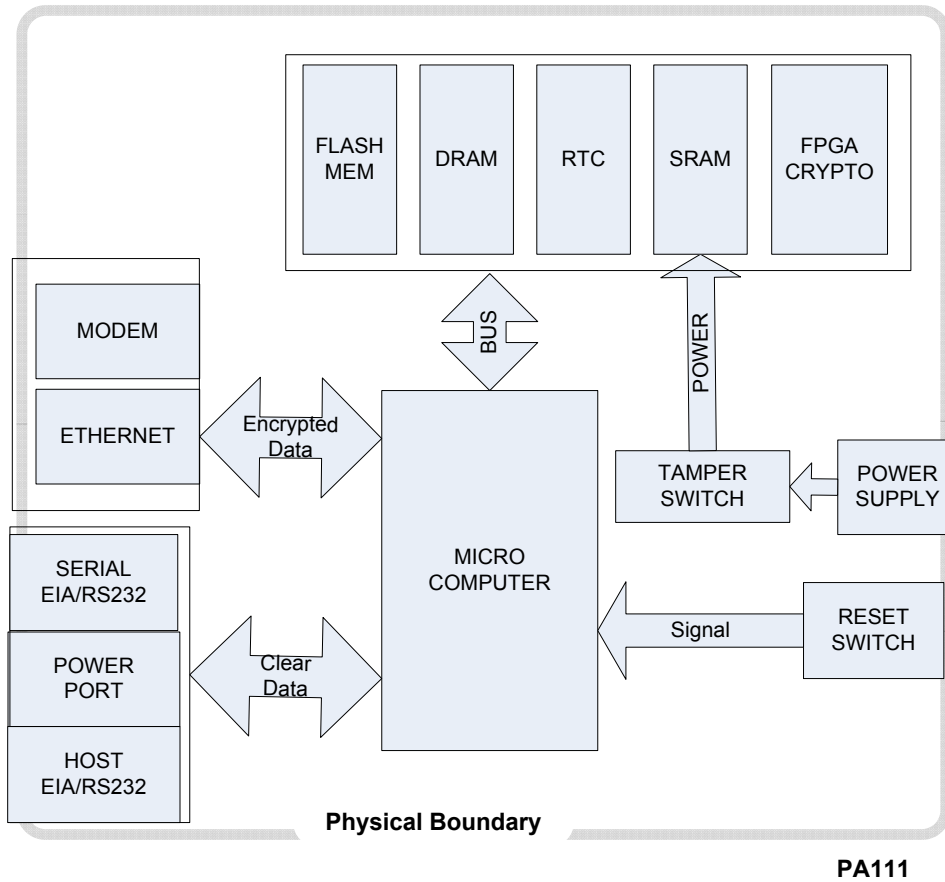 FLASH
MEM
DRAM
RTC
SRAM
FPGA
CRYPTO
MODEM
ETHERNET
Encrypted
Data
BUS
POWER
TAMPER
SWITCH
POWER
SUPPLY
MICRO
COMPUTER
SERIAL
EIA/RS232
POWER
PORT
HOST
EIA/RS232
Clear
Data
Signal
RESET
SWITCH
Physical Boundary
PA111